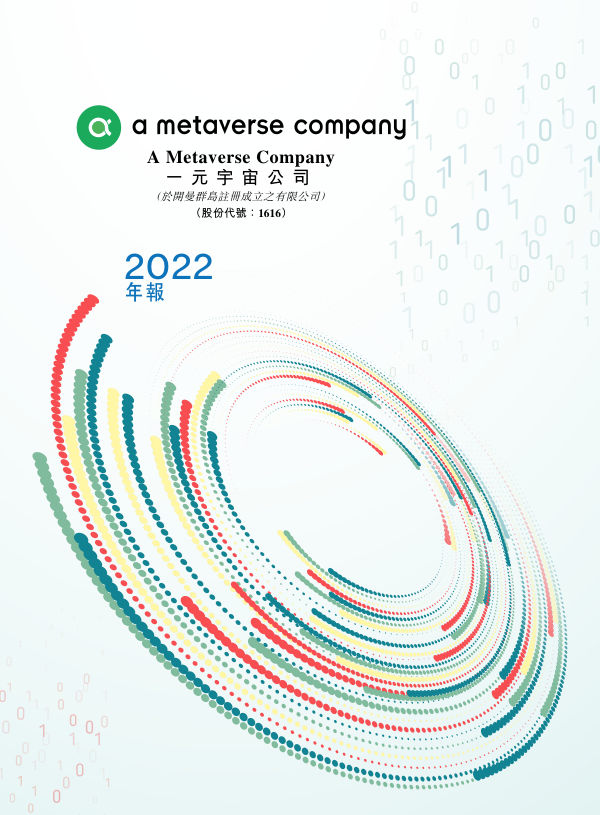 a metaverse company
A Metaverse Company
一元宇宙公司
(於開曼群島註冊成立之有限公司)
(股份代號：1616)
2022
年報